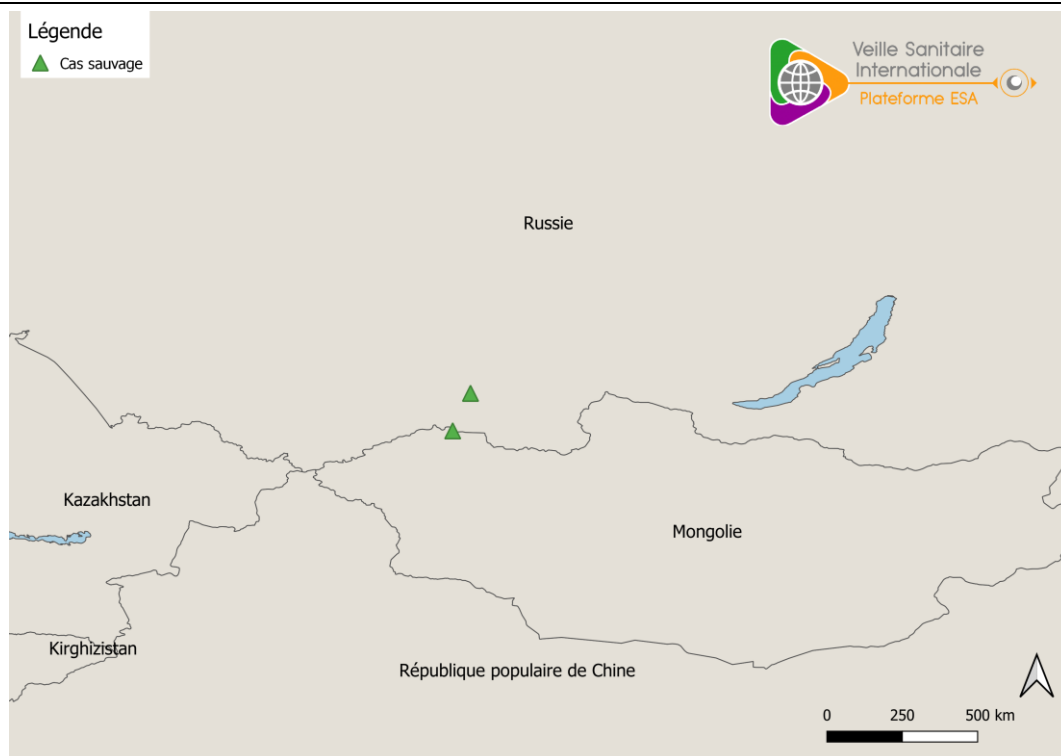 Légende
Cas sauvage
Veille Sanitaire
Internationale
Plateforme ESA
Russie
Kazakhstan
Mongolie
Kirghizistan
République populaire de Chine
0 250 500 km